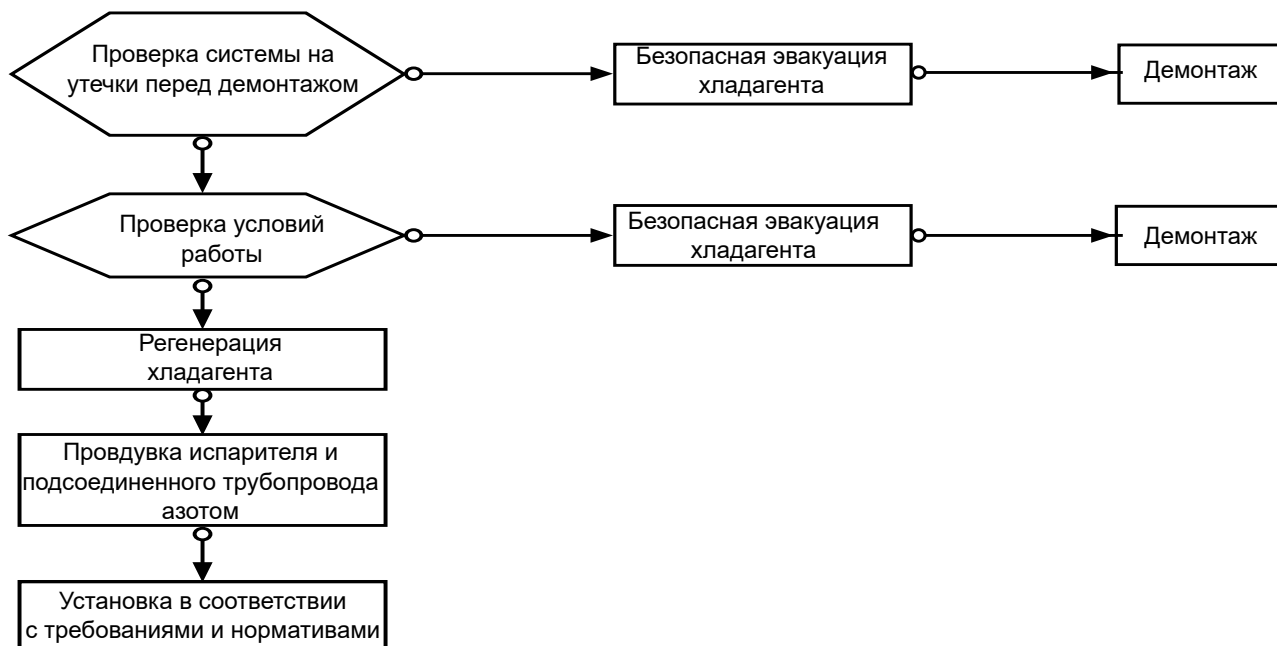 Проверка системы на
утечки перед демонтажом
Безопасная эвакуация
хладагента
Демонтаж
Проверка условий
работы
Безопасная эвакуация
хладагента
Демонтаж
Регенерация
хладагента
Провдувка испарителя и
подсоединенного трубопровода
азотом
Установка в соответствии
с требованиями и нормативами